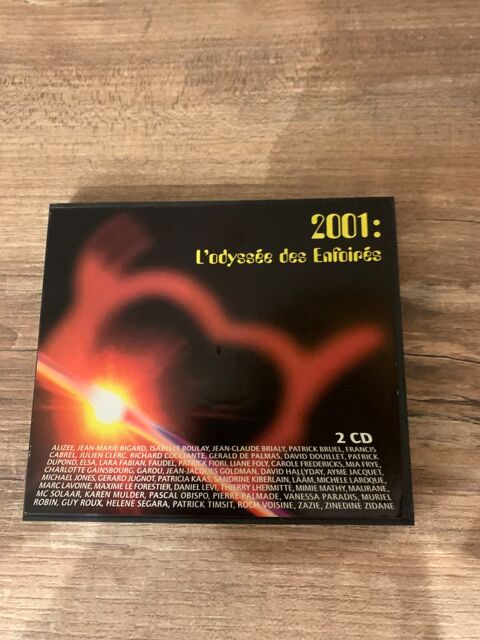 2001:
L'odyssée des Enfoirés
2 CD
ALIZEE, JEAN-MARIE BIGARD, ISABELLE BOULAY, JEAN-CLAUDE BRIALY, PATRICK BRUEL, FRANCIS
CABREL, JULIEN CLERC, RICHARD COCCIANTE, GERALD DE PALMAS, DAVID DOUILLET, PATRICK
DUPOND, ELSA, LARA FABIAN, FAUDEL, PATRICK FIORI, LIANE FOLY, CAROLE FREDERICKS, MIA FRYE,
CHARLOTTE GAINSBOURG, GAROU, JEAN-JACQUES GOLDMAN, DAVID HALLYDAY, AYME JACQUET,
MICHAEL JONES, GERARD JUGNOT, PATRICIA KAAS, SANDRINE KIBERLAIN, LÂÂM, MICHELE LAROQUE,
MARC LAVOINE, MAXIME LE FORESTIER, DANIEL LEVI, THIERRY LHERMITTE, MIMIE MATHY, MAURANE,
MC SOLAAR, KAREN MULDER, PASCAL OBISPO, PIERRE PALMADE, VANESSA PARADIS, MURIEL
ROBIN, GUY ROUX, HELENE SEGARA, PATRICK TIMSIT, ROCH VOISINE, ZAZIE, ZINEDINE ZIDANE